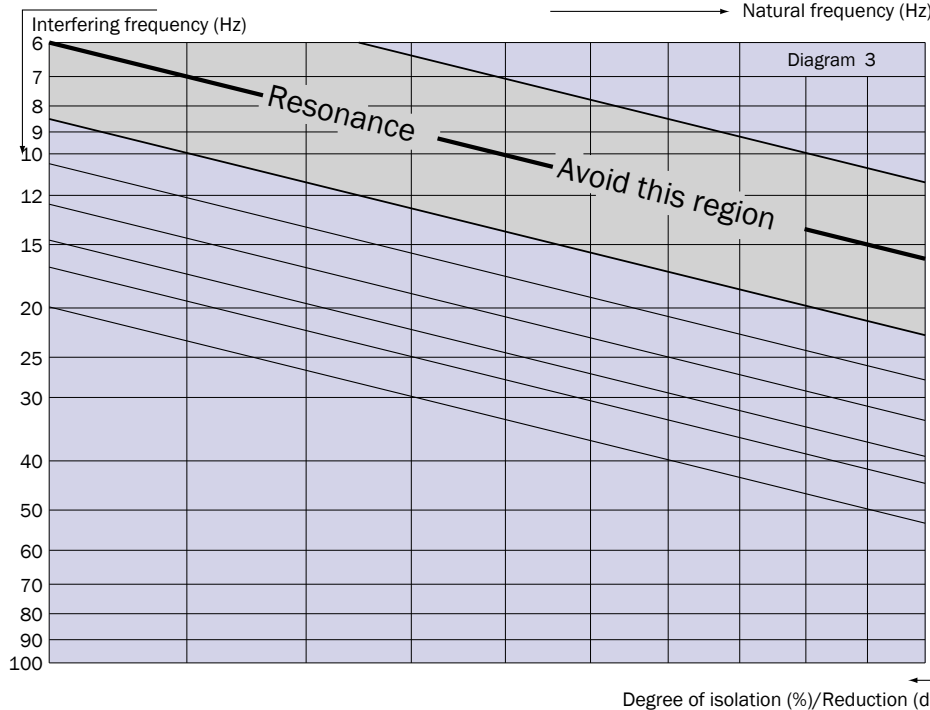 Natural frequency (Hz)
Interfering frequency (Hz)
Diagram 3
6
7
8
9
10
12
15
20
25
30
40
50
60
70
80
90
100
Resonance
Avoid this region
Degree of isolation (%)/Reduction (d